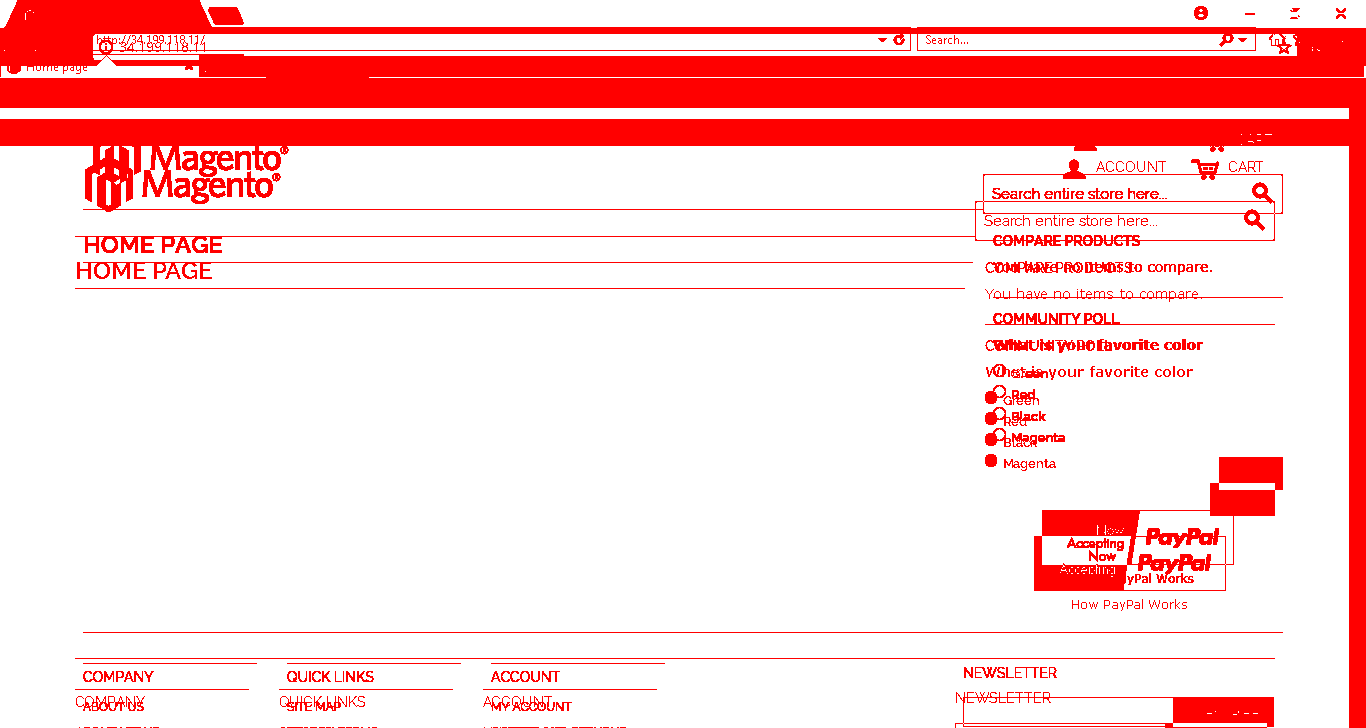 http://34.199.118.11/
34.199.118.11
Search...
Home page
Magento®
Magento®
ACCOUNT CART
Search entire store here...
Search entire store here...
HOME PAGE
HOME PAGE
COMPARE PRODUCTS
You have no items to compare.
COMPARE PRODUCTS
You have no items to compare.
COMMUNITY POLL
What is your favorite color
COMMUNITY POLL
What is your favorite color
Green
Red
Green
Black
Red
Magenta
Black
Magenta
Now
Accepting
PayPal
Now
Accepting
PayPal
PayPal Works
How PayPal Works
COMPANY QUICK LINKS ACCOUNT NEWSLETTER
COMPANY QUICK LINKS ACCOUNT NEWSLETTER
ABOUT US SITE MAP MY ACCOUNT